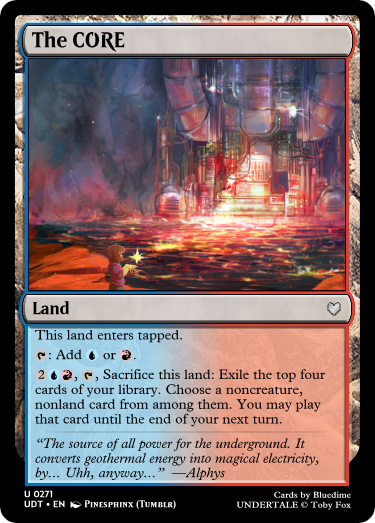 The CORE
Land
This land enters tapped.
: Add or .
2 , , Sacrifice this land: Exile the top four
cards of your library. Choose a noncreature,
nonland card from among them. You may play
that card until the end of your next turn.
“The source of all power for the underground. It
converts geothermal energy into magical electricity,
by... Uhh, anyway...” —Alphys
U 0271
UDT • EN PINESPHINX (TUMBLR)
Cards by Bluedime
UNDERTALE © Toby Fox